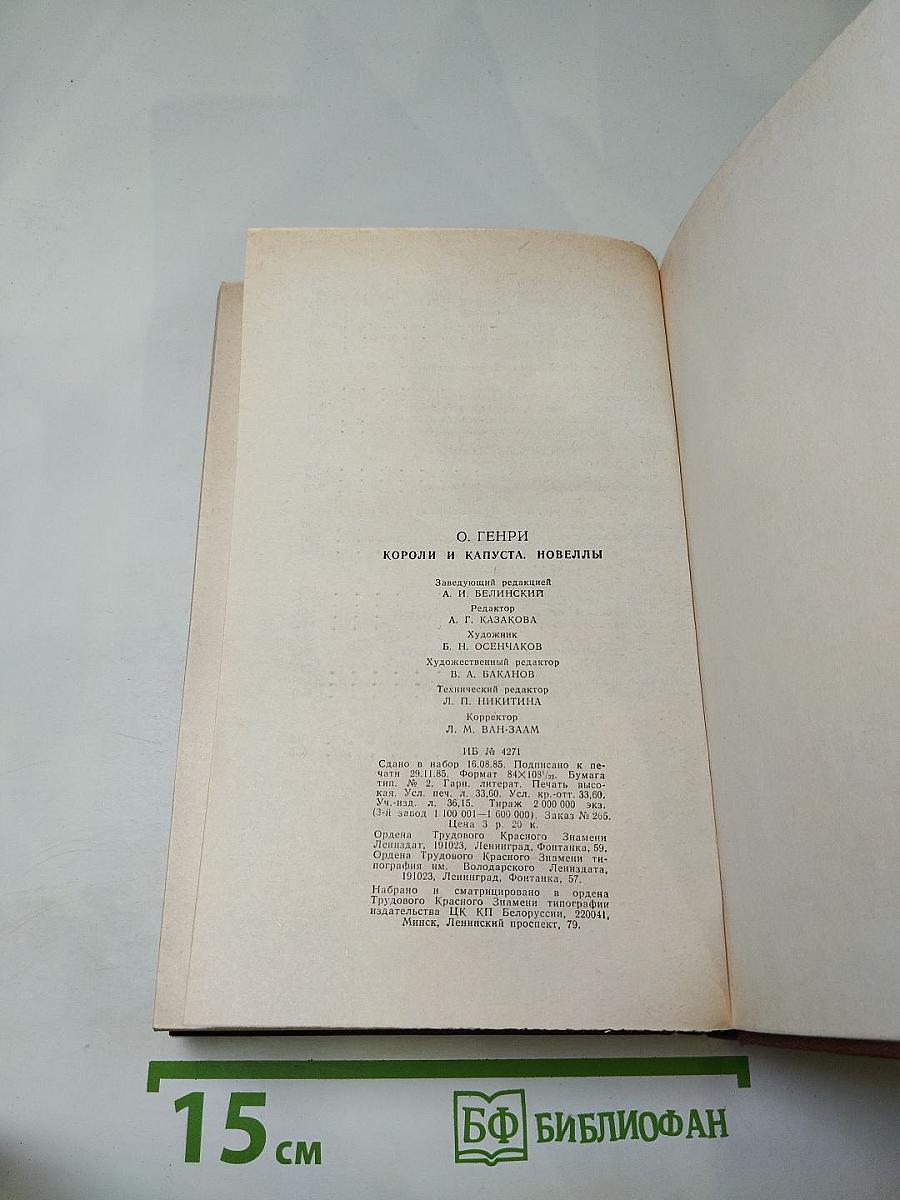 О. ГЕНРИ
КОРОЛИ И КАПУСТА. НОВЕЛЛЫ
Заведующий редакцией
А. И. БЕЛИНСКИЙ
Редактор
А. Г. КАЗАКОВА
Художник
Б. Н. ОСЕНЧАКОВ
Художественный редактор
В. А. БАКАНОВ
Технический редактор
Л. П. НИКИТИНА
Корректор
Л. М. ВАН-ЗААМ
ИБ № 4271
Сдано в набор 16.08.85. Подписано к пе-
чати 29.11.85. Формат 84×108¹/₃₂. Бумага
тип. № 2. Гарн. литерат. Печать высо-
кая. Усл. печ. л. 33,60. Усл. кр.-отт. 33,60.
Уч.-изд. л. 36,15. Тираж 2 000 000 экз.
(3-й завод 1 100 001—1 600 000). Заказ № 265.
Цена 3 р. 20 к.
Ордена Трудового Красного Знамени
Лениздат, 191023, Ленинград, Фонтанка, 59.
Ордена Трудового Красного Знамени ти-
пография им. Володарского Лениздата,
191023, Ленинград, Фонтанка, 57.
Набрано и сматрицировано в ордена
Трудового Красного Знамени типографии
издательства ЦК КП Белоруссии, 220041,
Минск, Ленинский проспект, 79.
15 см
БФ БИБЛИОФАН